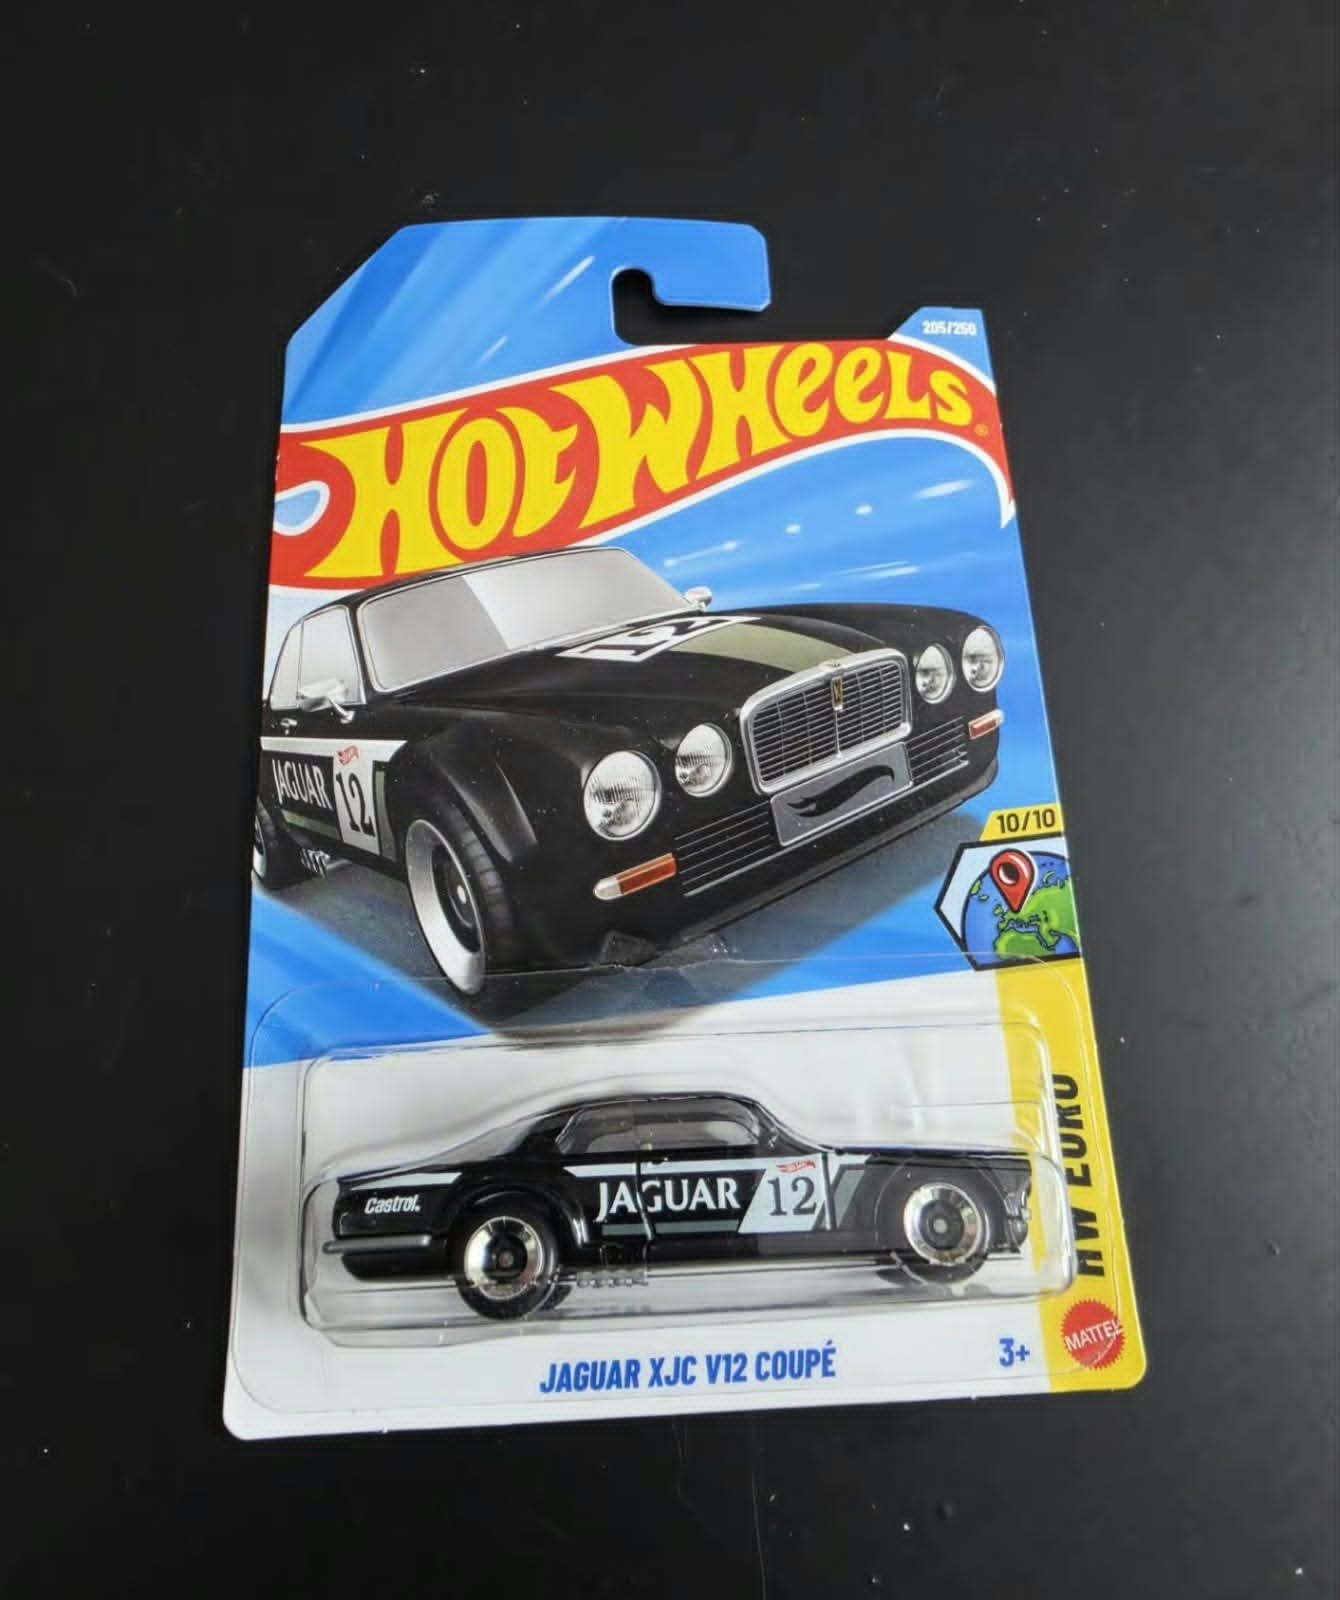 205/250
HOT WHEELS®
12
JAGUAR 12
10/10
Castrol.
JAGUAR 12
HW EURO
MATTEL
JAGUAR XJC V12 COUPÉ
3+